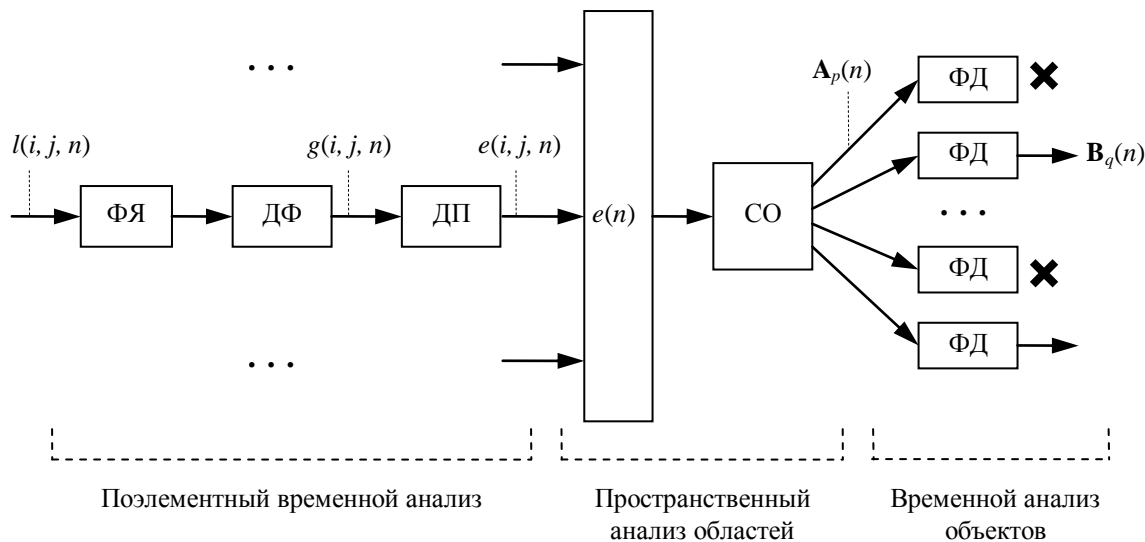 . . .
A_p(n)
ФД
l(i, j, n)
g(i, j, n)
e(i, j, n)
ФД
B_q(n)
ФЯ
ДФ
ДП
e(n)
СО
. . .
ФД
. . .
ФД
Поэлементный временной анализ
Пространственный
анализ областей
Временной анализ
объектов